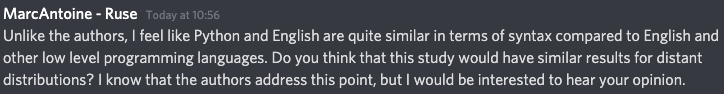 MarcAntoine - Ruse Today at 10:56
Unlike the authors, I feel like Python and English are quite similar in terms of syntax compared to English and
other low level programming languages. Do you think that this study would have similar results for distant
distributions? I know that the authors address this point, but I would be interested to hear your opinion.